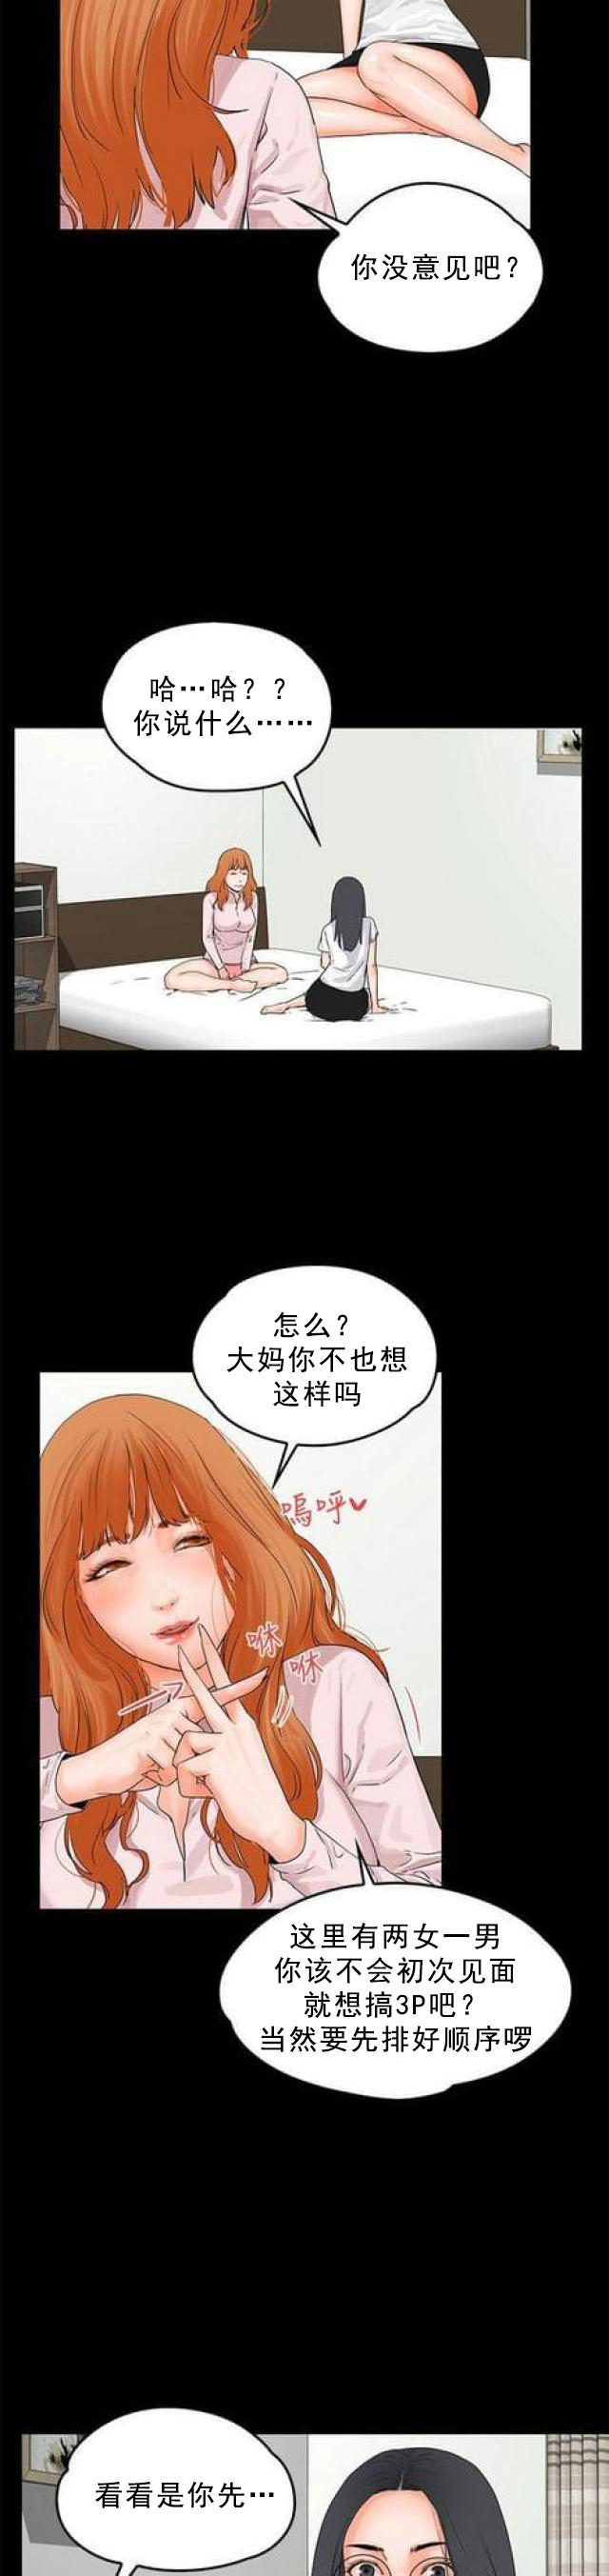 你没意见吧？
哈…哈？？
你说什么……
怎么？
大妈你不也想
这样吗
嗚呼♥
咻
咻
这里有两女一男
你该不会初次见面
就想搞3P吧？
当然要先排好顺序啰
看看是你先…